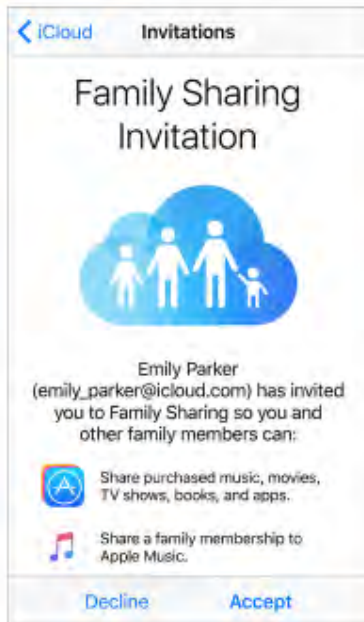 iCloud Invitations
Family Sharing
Invitation
Emily Parker
(emily_parker@icloud.com) has invited
you to Family Sharing so you and
other family members can:
Share purchased music, movies,
TV shows, books, and apps.
Share a family membership to
Apple Music.
Decline Accept